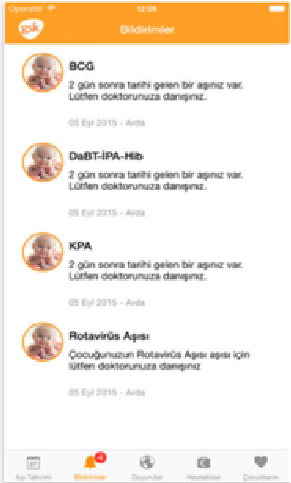 Operatör 12:05
gsk
Bildirimler
BCG
2 gün sonra tarihi gelen bir aşınız var.
Lütfen doktorunuza danışınız.
05 Eyl 2015 - Arda
DaBT-İPA-Hib
2 gün sonra tarihi gelen bir aşınız var.
Lütfen doktorunuza danışınız.
05 Eyl 2015 - Arda
KPA
2 gün sonra tarihi gelen bir aşınız var.
Lütfen doktorunuza danışınız.
05 Eyl 2015 - Arda
Rotavirüs Aşısı
Çocuğunuzun Rotavirüs Aşısı aşısı için
lütfen doktorunuza danışınız
05 Eyl 2015 - Arda
4
Aşı Takvimi Bildirimler Duyurular Hastalıklar Çocuklarım